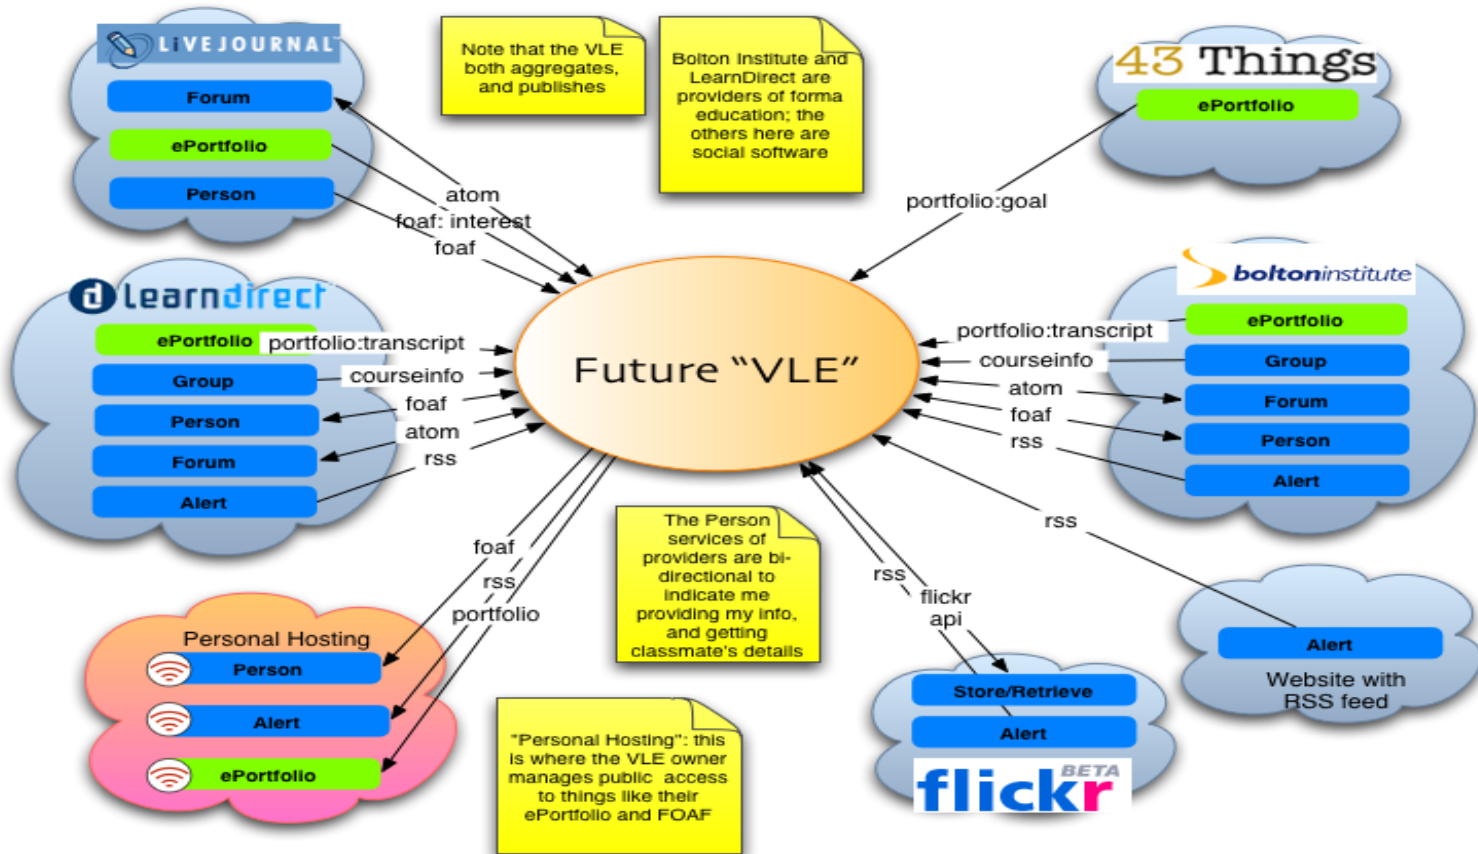 LiVEJOURNAL
Forum
ePortfolio
Person
atom
foaf: interest
foaf
Note that the VLE
both aggregates,
and publishes
Bolton Institute and
LearnDirect are
providers of forma
education; the
others here are
social software
43 Things
ePortfolio
portfolio:goal
d learndirect
ePortfolio
Group
Person
Forum
Alert
portfolio:transcript
courseinfo
foaf
atom
rss
Future “VLE”
boltoninstitute
ePortfolio
Group
Forum
Person
Alert
portfolio:transcript
courseinfo
atom
foaf
rss
foaf
rss
portfolio
Personal Hosting
Person
Alert
ePortfolio
The Person
services of
providers are bi-
directional to
indicate me
providing my info,
and getting
classmate's details
"Personal Hosting": this
is where the VLE owner
manages public access
to things like their
ePortfolio and FOAF
rss
flickr
api
Store/Retrieve
Alert
flickr
BETA
rss
Alert
Website with
RSS feed